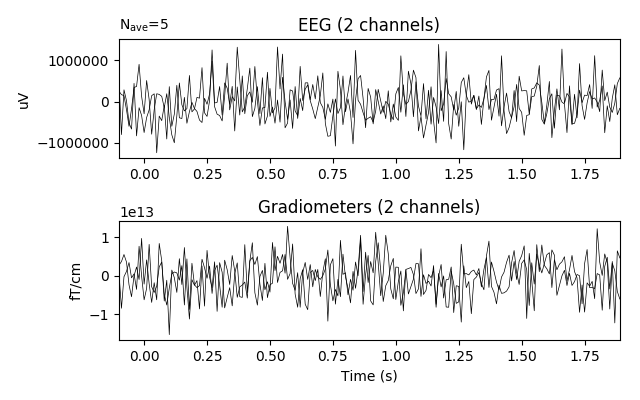 N_ave=5
EEG (2 channels)
uV
1000000
0
−1000000
0.00 0.25 0.50 0.75 1.00 1.25 1.50 1.75
Gradiometers (2 channels)
1e13
fT/cm
1
0
−1
0.00 0.25 0.50 0.75 1.00 1.25 1.50 1.75
Time (s)